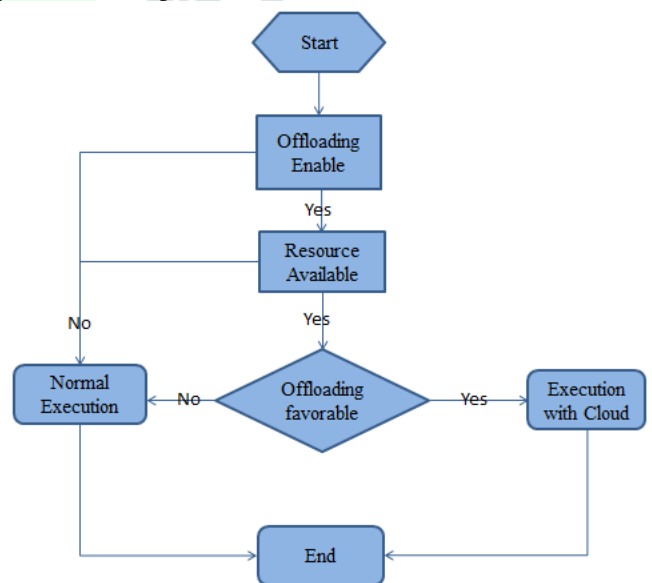 Start
Offloading
Enable
Yes
Resource
Available
Yes
No
Normal
Execution
No
Offloading
favorable
Yes
Execution
with Cloud
End